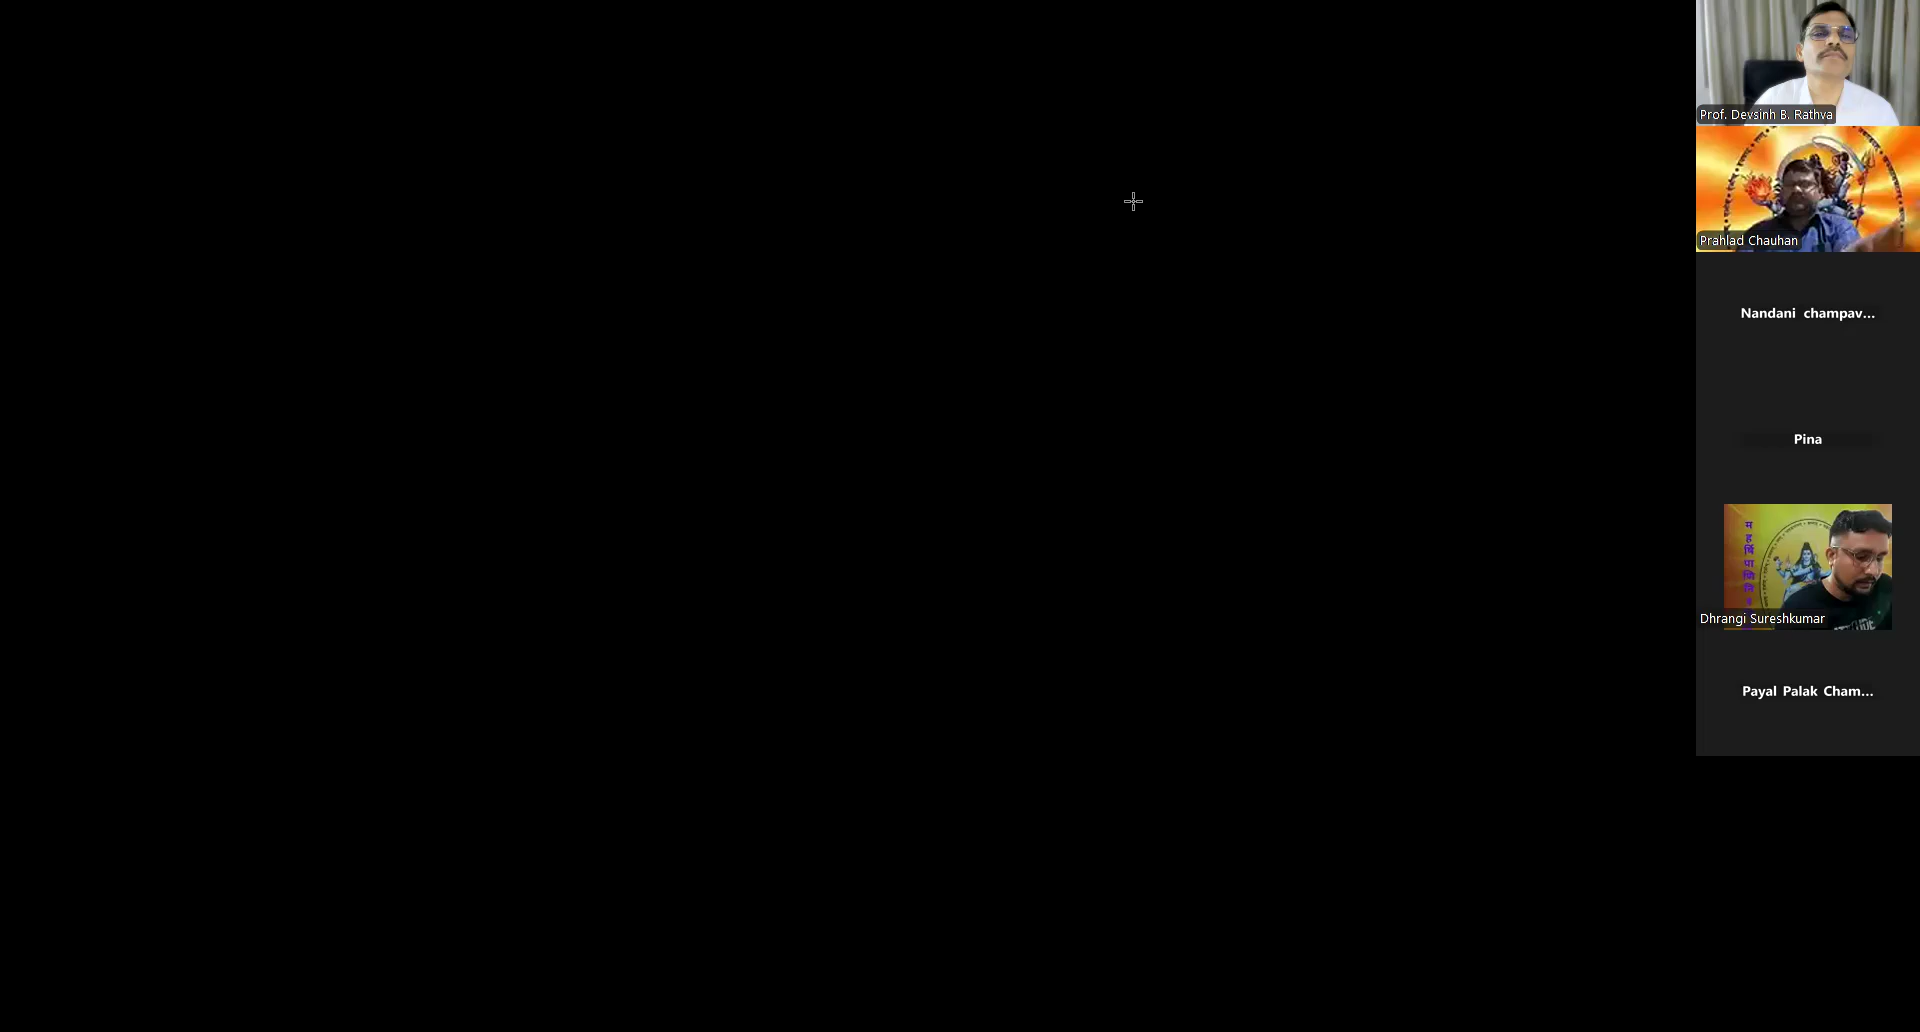 Prof. Devsinh B. Rathva
Prahlad Chauhan
Nandani champav...
Pina
म
ह
र्षि
पा
णि
नि
Dhrangi Sureshkumar
Payal Palak Cham...